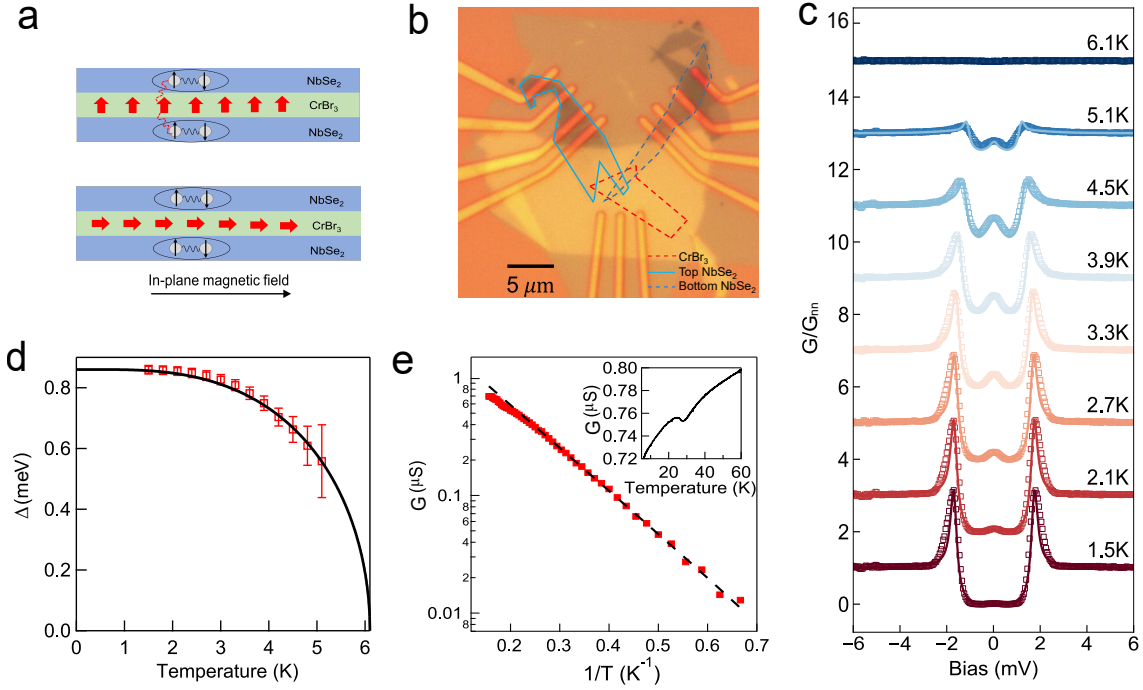 a
NbSe₂
CrBr₃
NbSe₂
NbSe₂
CrBr₃
NbSe₂
In-plane magnetic field
b
5 μm
CrBr₃
Top NbSe₂
Bottom NbSe₂
c
16
14
12
10
8
6
4
2
0
G/Gₙₙ
6.1K
5.1K
4.5K
3.9K
3.3K
2.7K
2.1K
1.5K
−6 −4 −2 0 2 4 6
Bias (mV)
d
0.8
0.6
0.4
0.2
0.0
Δ (meV)
0 1 2 3 4 5 6
Temperature (K)
e
1
8
6
4
2
0.1
8
6
4
2
0.01
8
G (μS)
0.2 0.3 0.4 0.5 0.6 0.7
1/T (K⁻¹)
0.80
0.78
0.76
0.74
0.72
G (μS)
20 40 60
Temperature (K)